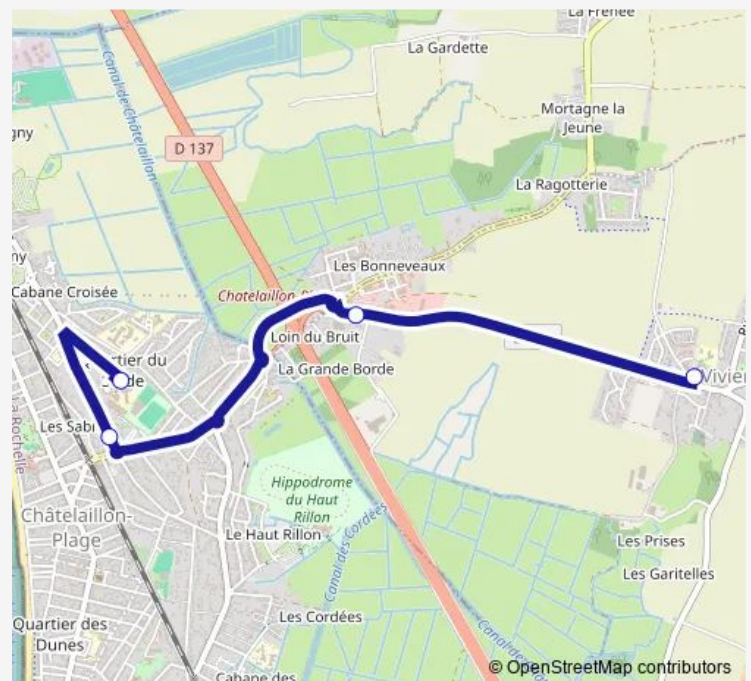 La Frenée
La Gardette
Canal de Châtelaillon
Mortagne la
Jeune
D 137
La Ragotterie
Les Bonneveaux
Cabane Croisée
Loin du Bruit
La Grande Borde
Les
La Rochelle
Hippodrome
du Haut
Rillon
Châtelaillon-
Plage
Le Haut Rillon
Canal des Cordées
Les Prises
Les Garitelles
Les Cordées
Quartier des
Dunes
Cabane des
© OpenStreetMap contributors